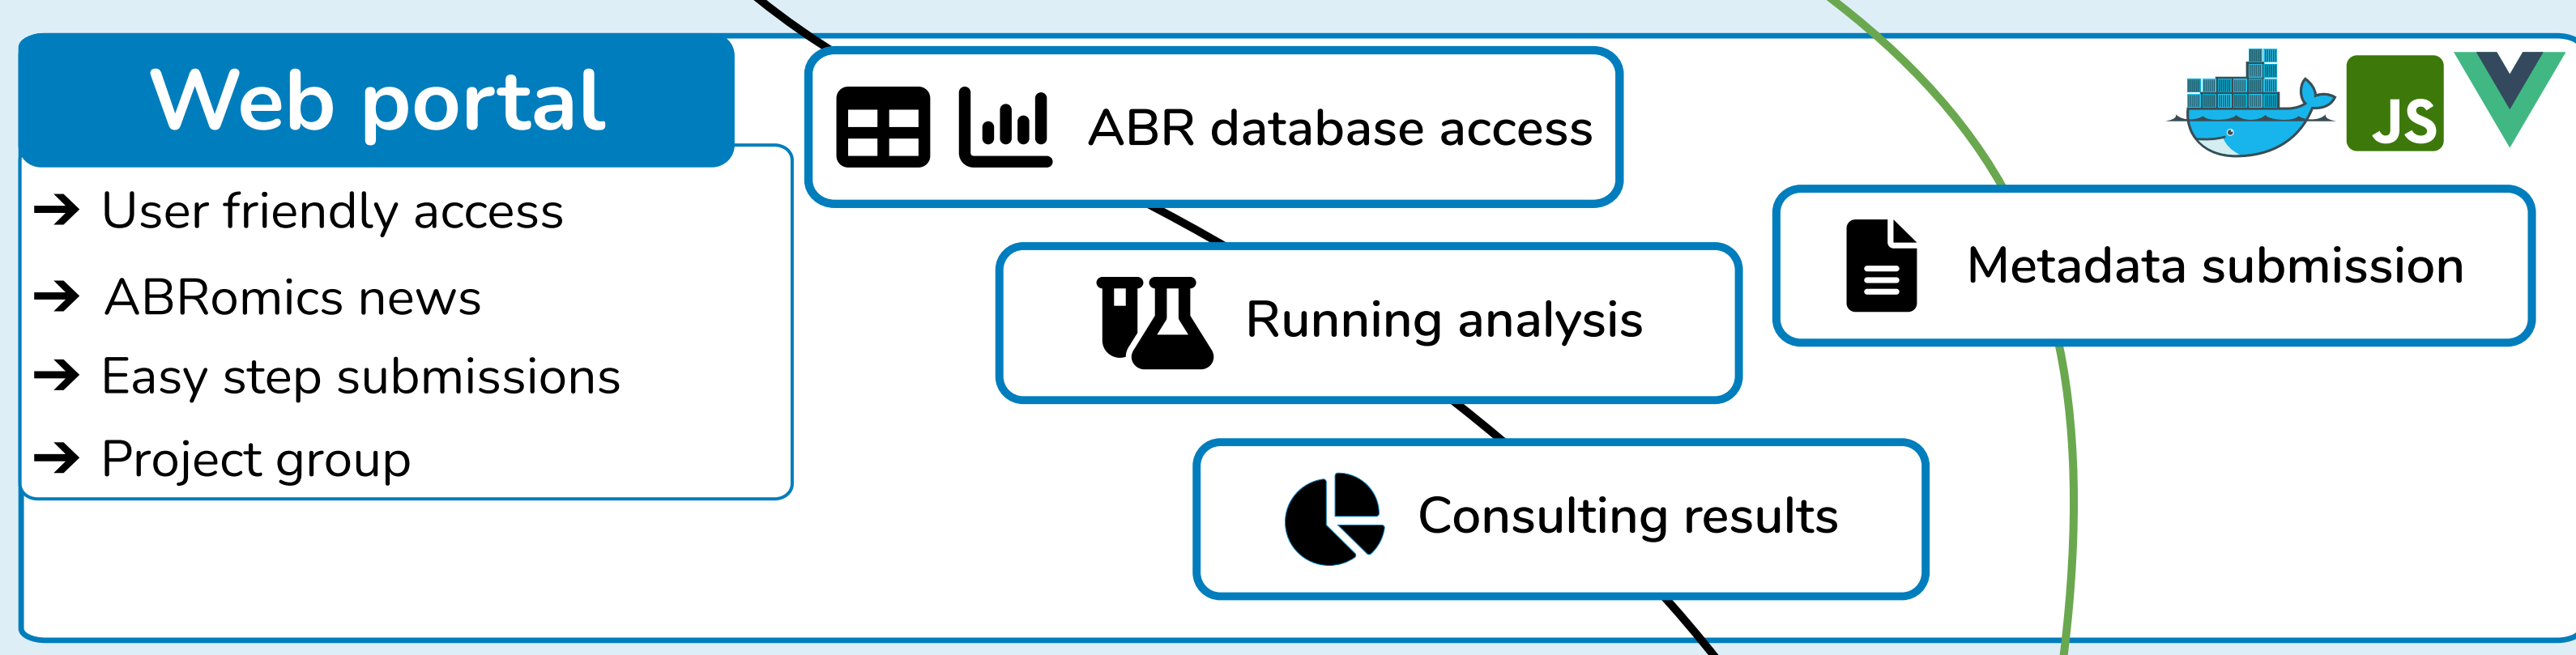 Web portal
User friendly access
ABRomics news
Easy step submissions
Project group
ABR database access
Running analysis
Consulting results
JS
Metadata submission